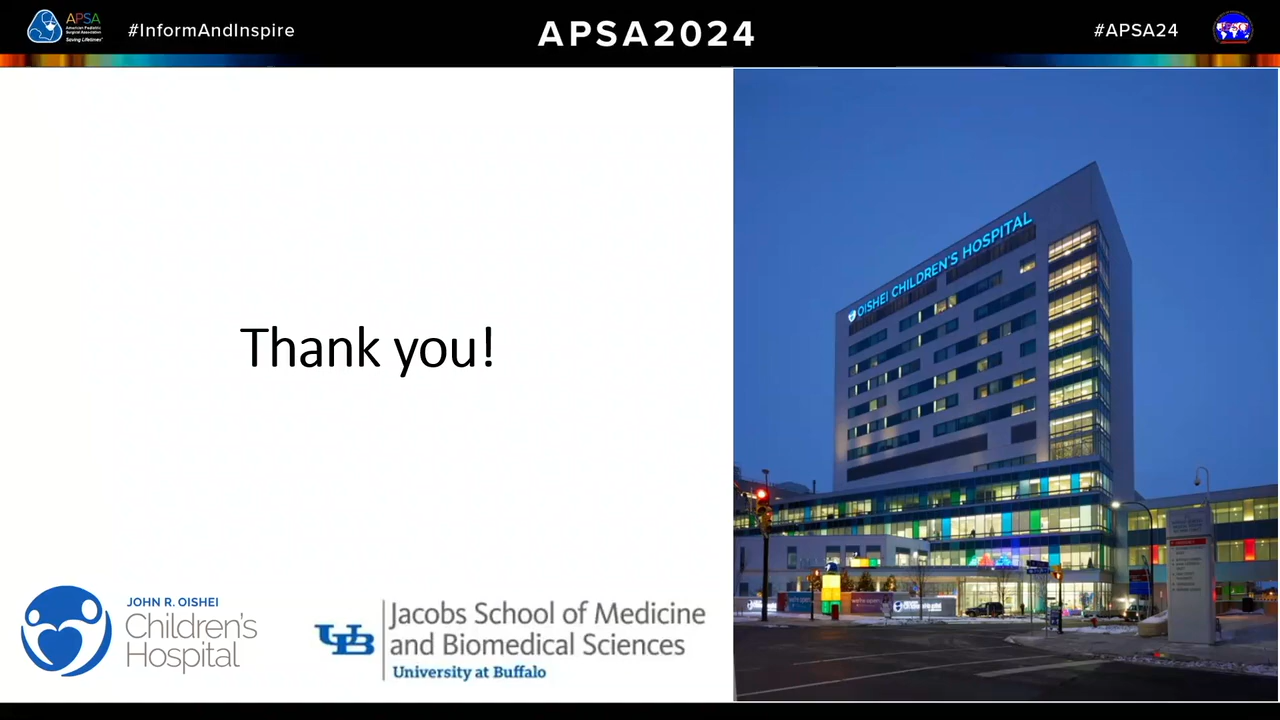 APSA
American Pediatric
Surgical Association
Saving Lifetimes
#InformAndInspire
APSA2024
#APSA24
Thank you!
OISHEI CHILDREN'S HOSPITAL
JOHN R. OISHEI
Children's
Hospital
UB
Jacobs School of Medicine
and Biomedical Sciences
University at Buffalo